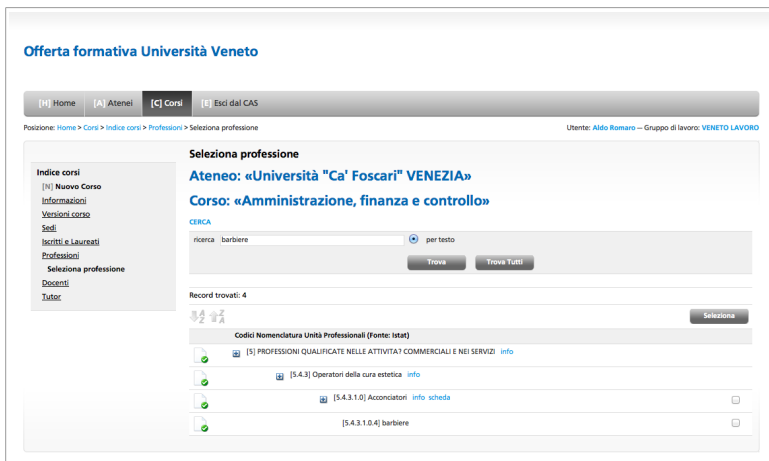 Offerta formativa Università Veneto
[H] Home [A] Atenei [C] Corsi [E] Esci dal CAS
Posizione: Home > Corsi > Indice corsi > Professioni > Seleziona professione Utente: Aldo Romaro -- Gruppo di lavoro: VENETO LAVORO
Indice corsi
[N] Nuovo Corso
Informazioni
Versioni corso
Sedi
Iscritti e Laureati
Professioni
Seleziona professione
Docenti
Tutor
Seleziona professione
Ateneo: «Università "Ca' Foscari" VENEZIA»
Corso: «Amministrazione, finanza e controllo»
CERCA
ricerca barbiere per testo
Trova Trova Tutti
Record trovati: 4
A Z Z A Seleziona
Codici Nomenclatura Unità Professionali (Fonte: Istat)
[5] PROFESSIONI QUALIFICATE NELLE ATTIVITA? COMMERCIALI E NEI SERVIZI info
[5.4.3] Operatori della cura estetica info
[5.4.3.1.0] Acconciatori info scheda
[5.4.3.1.0.4] barbiere